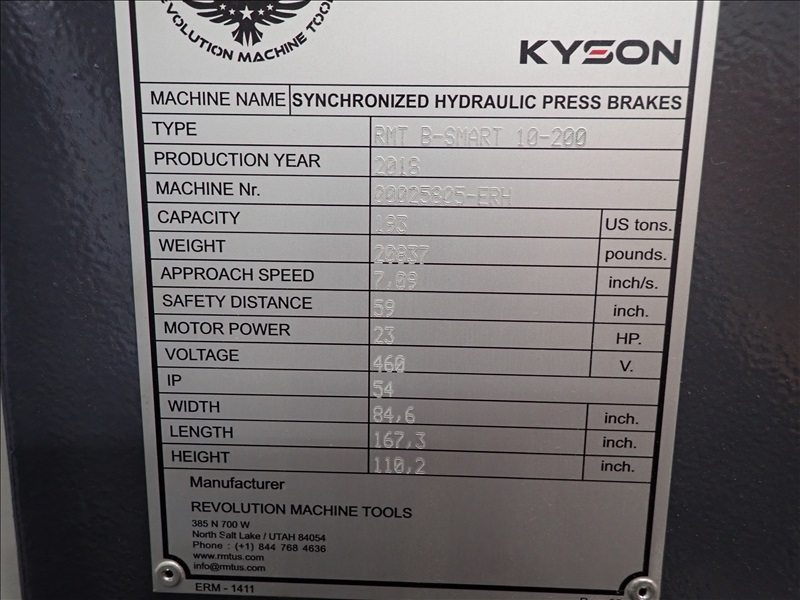 REVOLUTION MACHINE TOOLS
KYSON
MACHINE NAME SYNCHRONIZED HYDRAULIC PRESS BRAKES
TYPE RMT B-SMART 10-200
PRODUCTION YEAR 2018
MACHINE Nr. 00025805-ERH
CAPACITY 193 US tons.
WEIGHT 20837 pounds.
APPROACH SPEED 7,09 inch/s.
SAFETY DISTANCE 59 inch.
MOTOR POWER 23 HP.
VOLTAGE 460 V.
IP 54
WIDTH 84,6 inch.
LENGTH 167,3 inch.
HEIGHT 110,2 inch.
Manufacturer
REVOLUTION MACHINE TOOLS
385 N 700 W
North Salt Lake / UTAH 84054
Phone : (+1) 844 768 4636
www.rmtus.com
info@rmtus.com
ERM - 1411